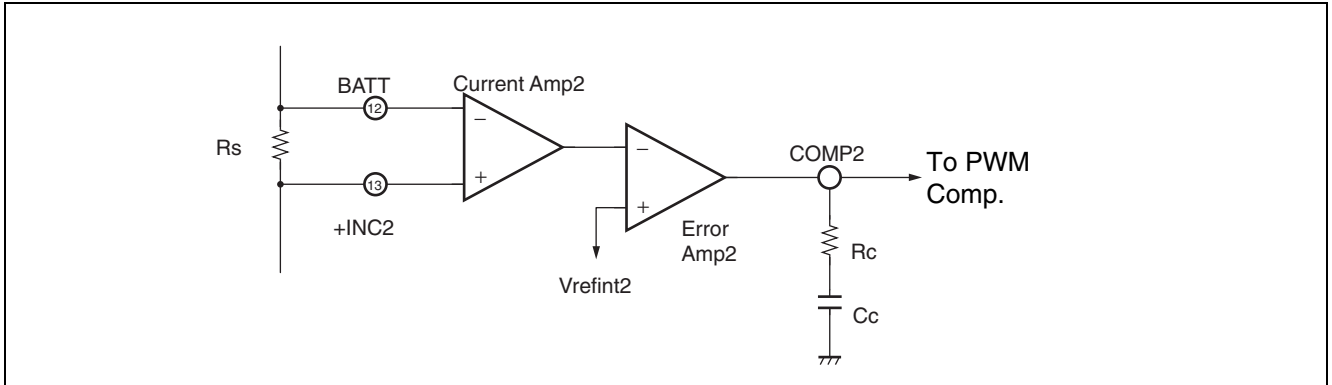 BATT
Current Amp2
12
−
Rs
13
+
+INC2
−
+
Vrefint2
Error
Amp2
COMP2
To PWM
Comp.
Rc
Cc